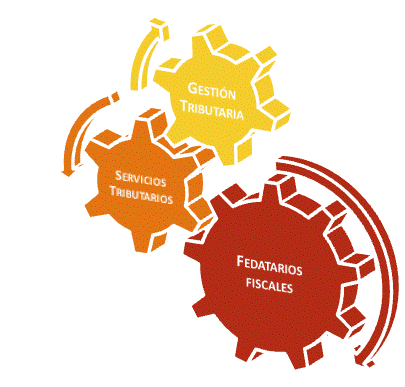 GESTIÓN
TRIBUTARIA
SERVICIOS
TRIBUTARIOS
FEDATARIOS
FISCALES